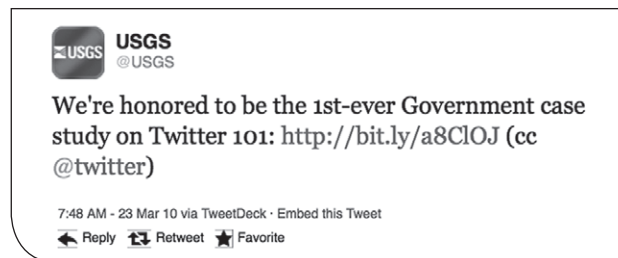 USGS
USGS
@USGS
We're honored to be the 1st-ever Government case
study on Twitter 101: http://bit.ly/a8ClOJ (cc
@twitter)
7:48 AM - 23 Mar 10 via TweetDeck · Embed this Tweet
Reply Retweet Favorite